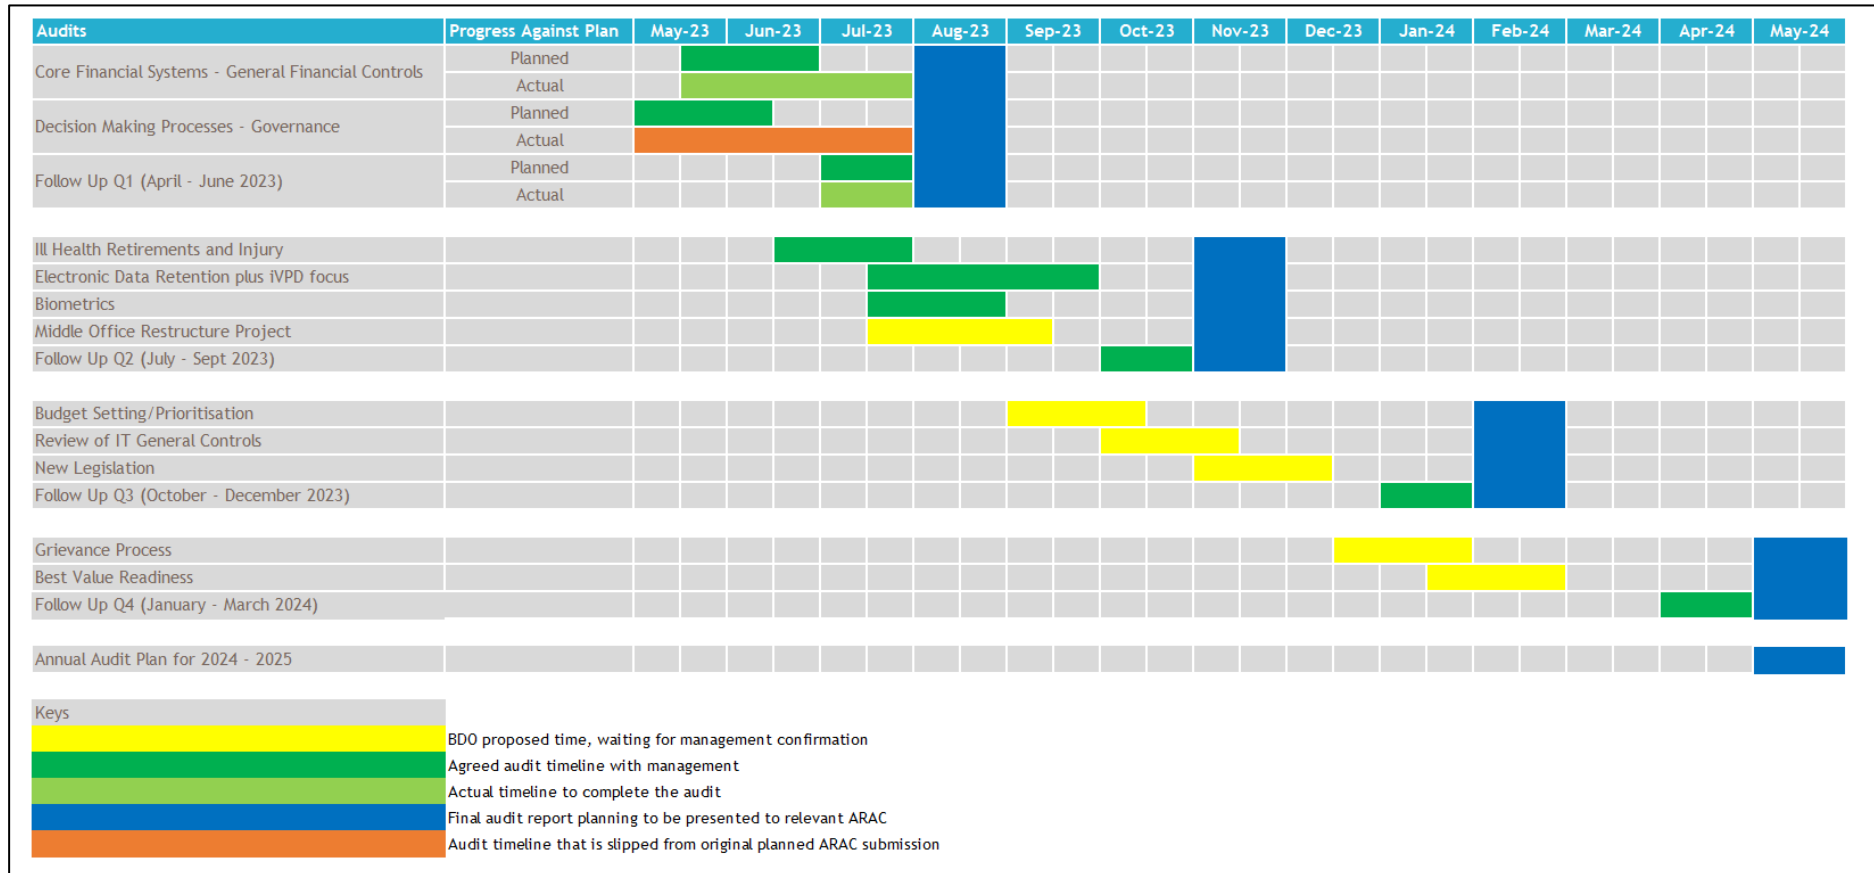 Audits Progress Against Plan May-23 Jun-23 Jul-23 Aug-23 Sep-23 Oct-23 Nov-23 Dec-23 Jan-24 Feb-24 Mar-24 Apr-24 May-24
Core Financial Systems - General Financial Controls
Planned
Actual
Decision Making Processes - Governance
Planned
Actual
Follow Up Q1 (April - June 2023)
Planned
Actual
Ill Health Retirements and Injury
Electronic Data Retention plus iVPD focus
Biometrics
Middle Office Restructure Project
Follow Up Q2 (July - Sept 2023)
Budget Setting/Prioritisation
Review of IT General Controls
New Legislation
Follow Up Q3 (October - December 2023)
Grievance Process
Best Value Readiness
Follow Up Q4 (January - March 2024)
Annual Audit Plan for 2024 - 2025
Keys
BDO proposed time, waiting for management confirmation
Agreed audit timeline with management
Actual timeline to complete the audit
Final audit report planning to be presented to relevant ARAC
Audit timeline that is slipped from original planned ARAC submission